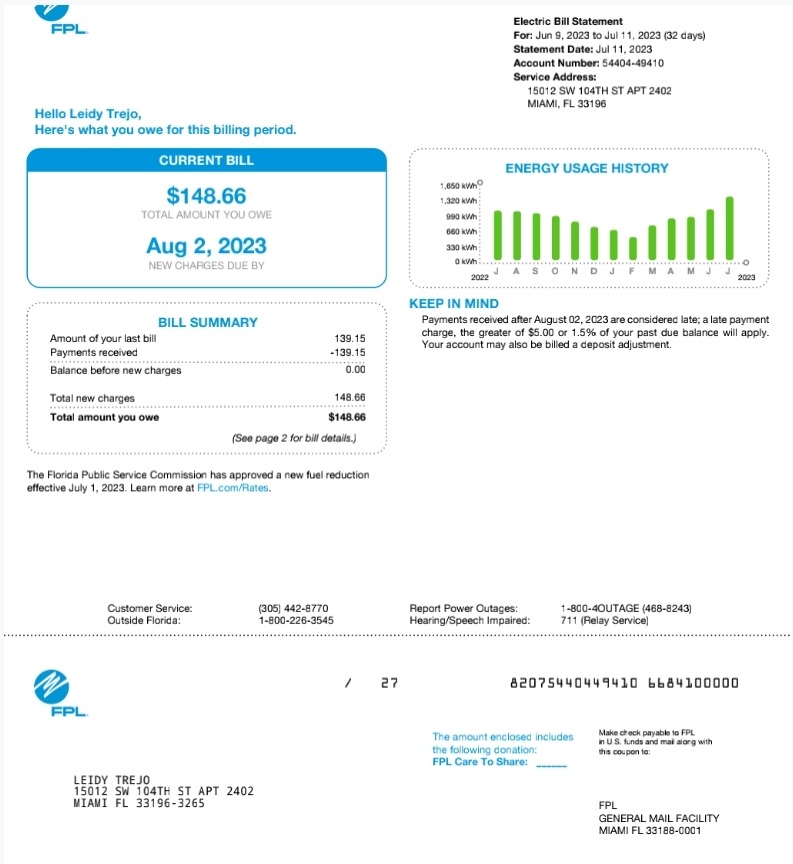 FPL.
Electric Bill Statement
For: Jun 9, 2023 to Jul 11, 2023 (32 days)
Statement Date: Jul 11, 2023
Account Number: 54404-49410
Service Address:
15012 SW 104TH ST APT 2402
MIAMI, FL 33196
Hello Leidy Trejo,
Here's what you owe for this billing period.
CURRENT BILL
$148.66
TOTAL AMOUNT YOU OWE
Aug 2, 2023
NEW CHARGES DUE BY
ENERGY USAGE HISTORY
1,650 kWh
1,320 kWh
990 kWh
660 kWh
330 kWh
0 kWh
J A S O N D J F M A M J J
2022 2023
KEEP IN MIND
Payments received after August 02, 2023 are considered late; a late payment
charge, the greater of $5.00 or 1.5% of your past due balance will apply.
Your account may also be billed a deposit adjustment.
BILL SUMMARY
Amount of your last bill 139.15
Payments received -139.15
Balance before new charges 0.00
Total new charges 148.66
Total amount you owe $148.66
(See page 2 for bill details.)
The Florida Public Service Commission has approved a new fuel reduction
effective July 1, 2023. Learn more at FPL.com/Rates.
Customer Service: (305) 442-8770
Outside Florida: 1-800-226-3545
Report Power Outages: 1-800-4OUTAGE (468-8243)
Hearing/Speech Impaired: 711 (Relay Service)
/ 27 82075440449410 6684100000
FPL.
The amount enclosed includes
the following donation:
FPL Care To Share: ______
Make check payable to FPL
in U.S. funds and mail along with
this coupon to:
LEIDY TREJO
15012 SW 104TH ST APT 2402
MIAMI FL 33196-3265
FPL
GENERAL MAIL FACILITY
MIAMI FL 33188-0001